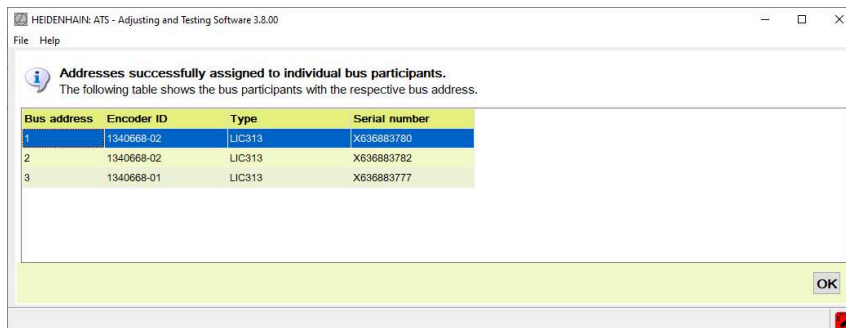 HEIDENHAIN: ATS - Adjusting and Testing Software 3.8.00
File Help
Addresses successfully assigned to individual bus participants.
The following table shows the bus participants with the respective bus address.
Bus address Encoder ID Type Serial number
1 1340668-02 LIC313 X636883780
2 1340668-02 LIC313 X636883782
3 1340668-01 LIC313 X636883777
OK